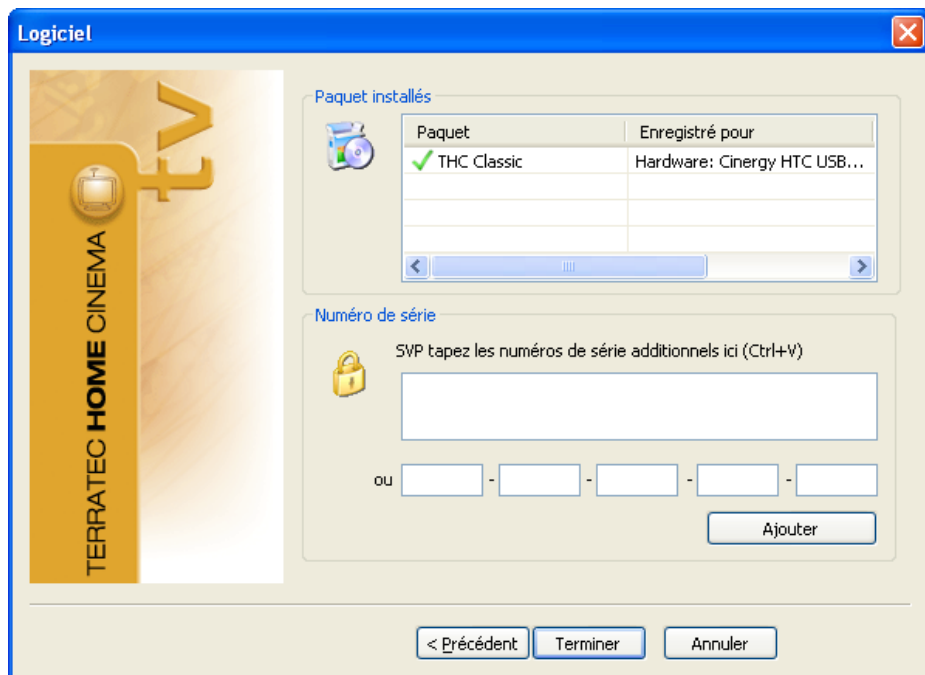 Logiciel
TERRATEC HOME CINEMA
tv
Paquet installés
Paquet Enregistré pour
THC Classic Hardware: Cinergy HTC USB...
Numéro de série
SVP tapez les numéros de série additionnels ici (Ctrl+V)
ou - - - -
Ajouter
< Précédent Terminer Annuler